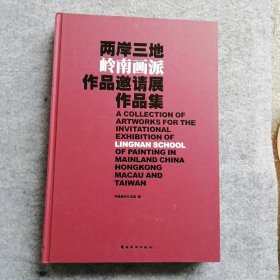 两岸三地
岭南画派
作品邀请展
作品集
A COLLECTION OF
ARTWORKS FOR THE
INVITATIONAL
EXHIBITION OF
LINGNAN SCHOOL
OF PAINTING IN
MAINLAND CHINA
HONGKONG
MACAU AND
TAIWAN